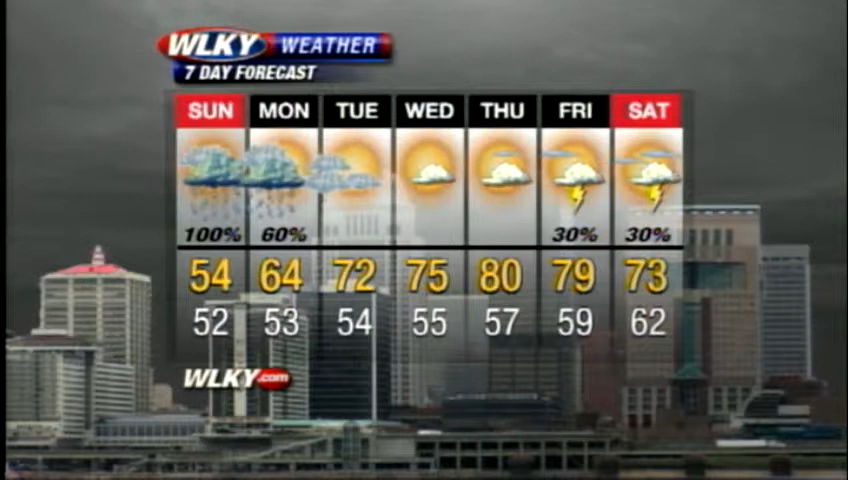 WLKY WEATHER
7 DAY FORECAST
SUN MON TUE WED THU FRI SAT
100% 60% 30% 30%
54 64 72 75 80 79 73
52 53 54 55 57 59 62
WLKY.com